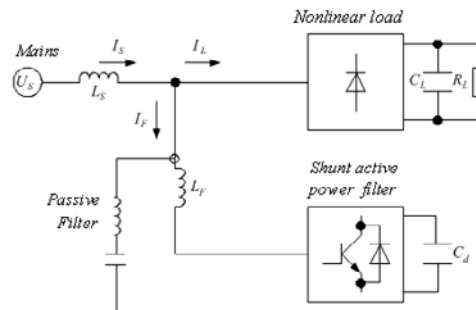 Nonlinear load
Mains
I_S
I_L
U_S
L_S
C_L
R_L
I_F
Shunt active
power filter
Passive
Filter
L_F
C_d